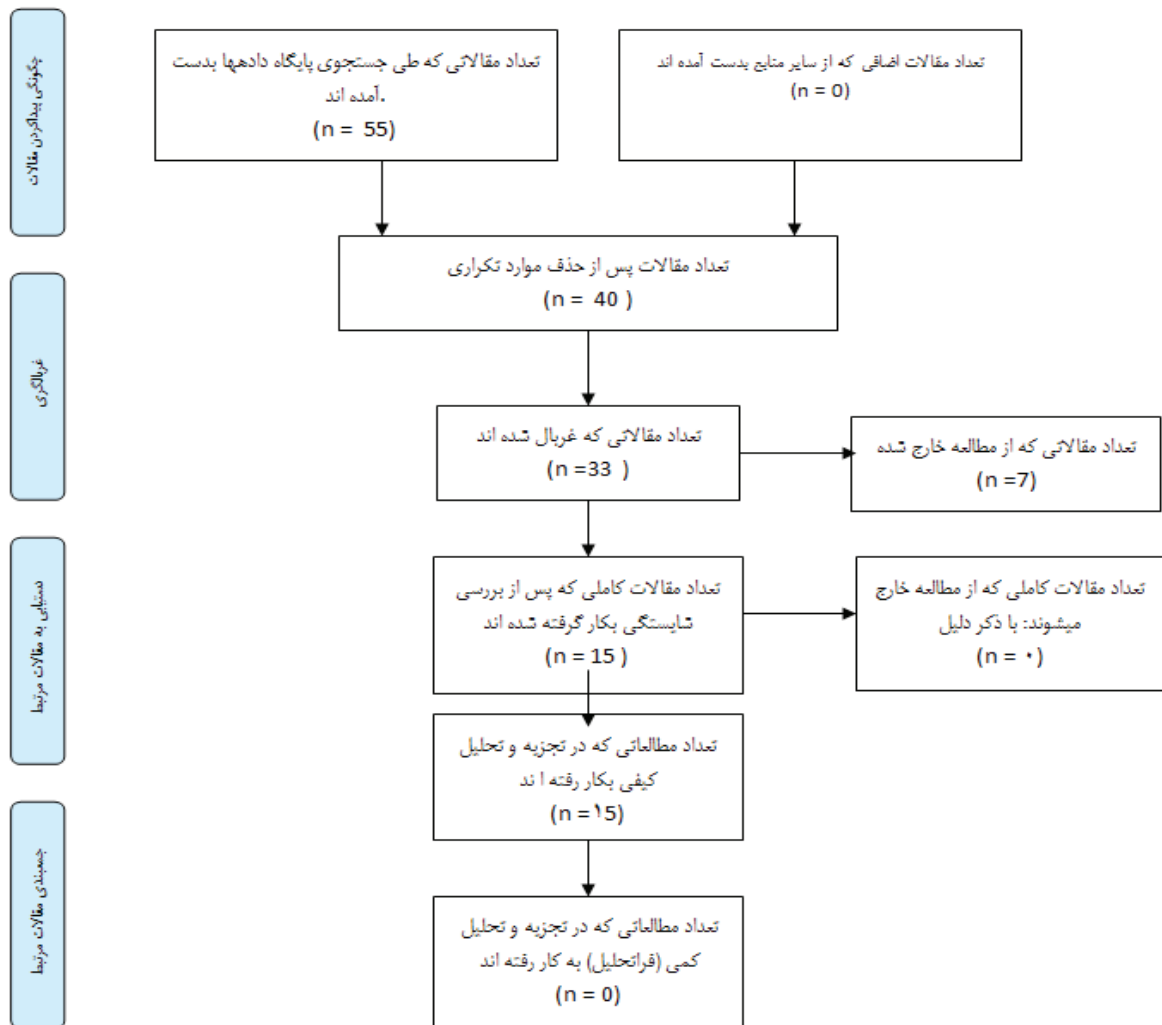 چگونگی پیداکردن مقالات
تعداد مقالاتی که طی جستجوی پایگاه دادهها بدست
آمده اند.
(n = 55)
تعداد مقالات اضافی که از سایر منابع بدست آمده اند
(n = 0)
تعداد مقالات پس از حذف موارد تکراری
(n = 40 )
غربالگری
تعداد مقالاتی که غربال شده اند
(n =33 )
تعداد مقالاتی که از مطالعه خارج شده
(n =7)
دستیابی به مقالات مرتبط
تعداد مقالات کاملی که پس از بررسی
شایستگی بکار گرفته شده اند
(n = 15 )
تعداد مقالات کاملی که از مطالعه خارج
میشوند: با ذکر دلیل
(n = ۰)
تعداد مطالعاتی که در تجزیه و تحلیل
کیفی بکار رفته ا ند
(n =۱5)
جمعبندی مقالات مرتبط
تعداد مطالعاتی که در تجزیه و تحلیل
کمی (فراتحلیل) به کار رفته اند
(n = 0)